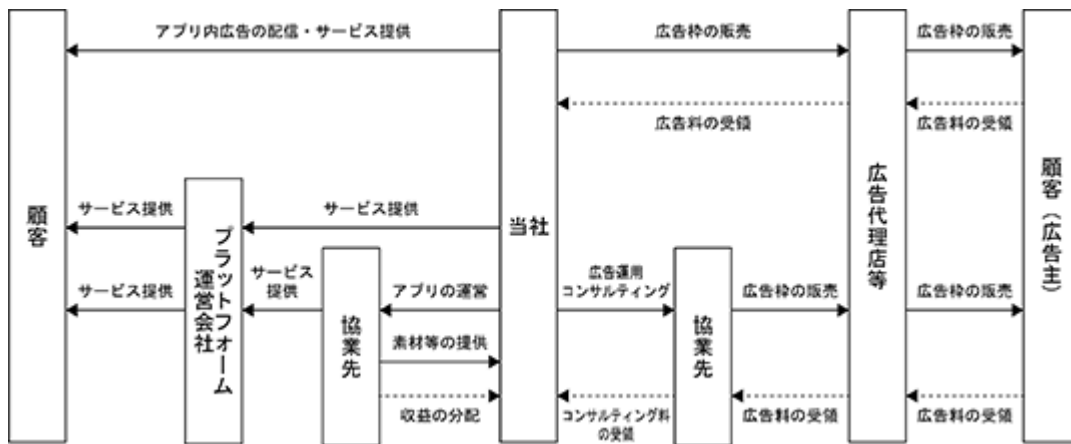 アプリ内広告の配信・サービス提供
広告枠の販売
広告枠の販売
広告料の受領
広告料の受領
顧客
サービス提供
プラットフォーム
運営会社
サービス提供
当社
広告代理店等
顧客（広告主）
サービス提供
サービス
提供
協業先
アプリの運営
広告運用
コンサルティング
協業先
広告枠の販売
広告枠の販売
素材等の提供
収益の分配
コンサルティング料
の受領
広告料の受領
広告料の受領